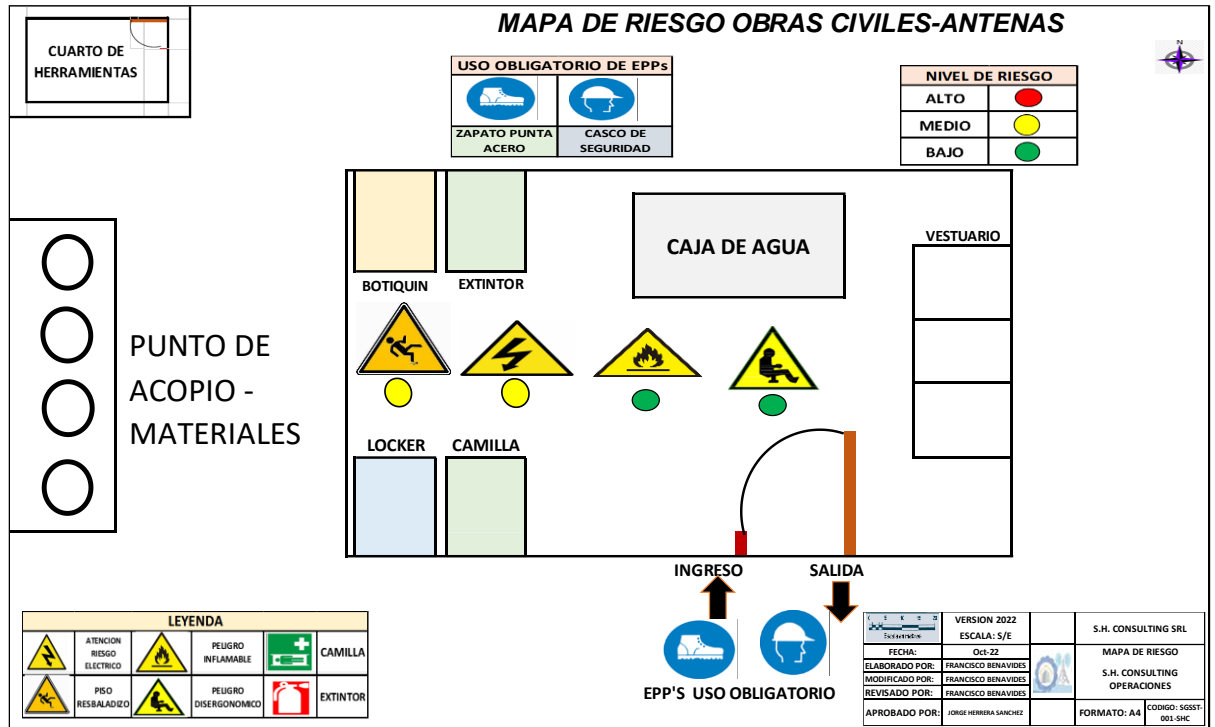 MAPA DE RIESGO OBRAS CIVILES-ANTENAS
CUARTO DE
HERRAMIENTAS
N
USO OBLIGATORIO DE EPPs
ZAPATO PUNTA
ACERO
CASCO DE
SEGURIDAD
NIVEL DE RIESGO
ALTO
MEDIO
BAJO
CAJA DE AGUA
VESTUARIO
BOTIQUIN
EXTINTOR
PUNTO DE
ACOPIO -
MATERIALES
LOCKER
CAMILLA
INGRESO
SALIDA
EPP'S USO OBLIGATORIO
LEYENDA
ATENCION
RIESGO
ELECTRICO
PELIGRO
INFLAMABLE
CAMILLA
PISO
RESBALADIZO
PELIGRO
DISERGONOMICO
EXTINTOR
VERSION 2022
ESCALA: S/E
S.H. CONSULTING SRL
FECHA:
Oct-22
MAPA DE RIESGO
ELABORADO POR:
FRANCISCO BENAVIDES
S.H. CONSULTING
OPERACIONES
MODIFICADO POR:
FRANCISCO BENAVIDES
REVISADO POR:
FRANCISCO BENAVIDES
APROBADO POR:
JORGE HERRERA SANCHEZ
FORMATO: A4
CODIGO: SGSST-
001-SHC